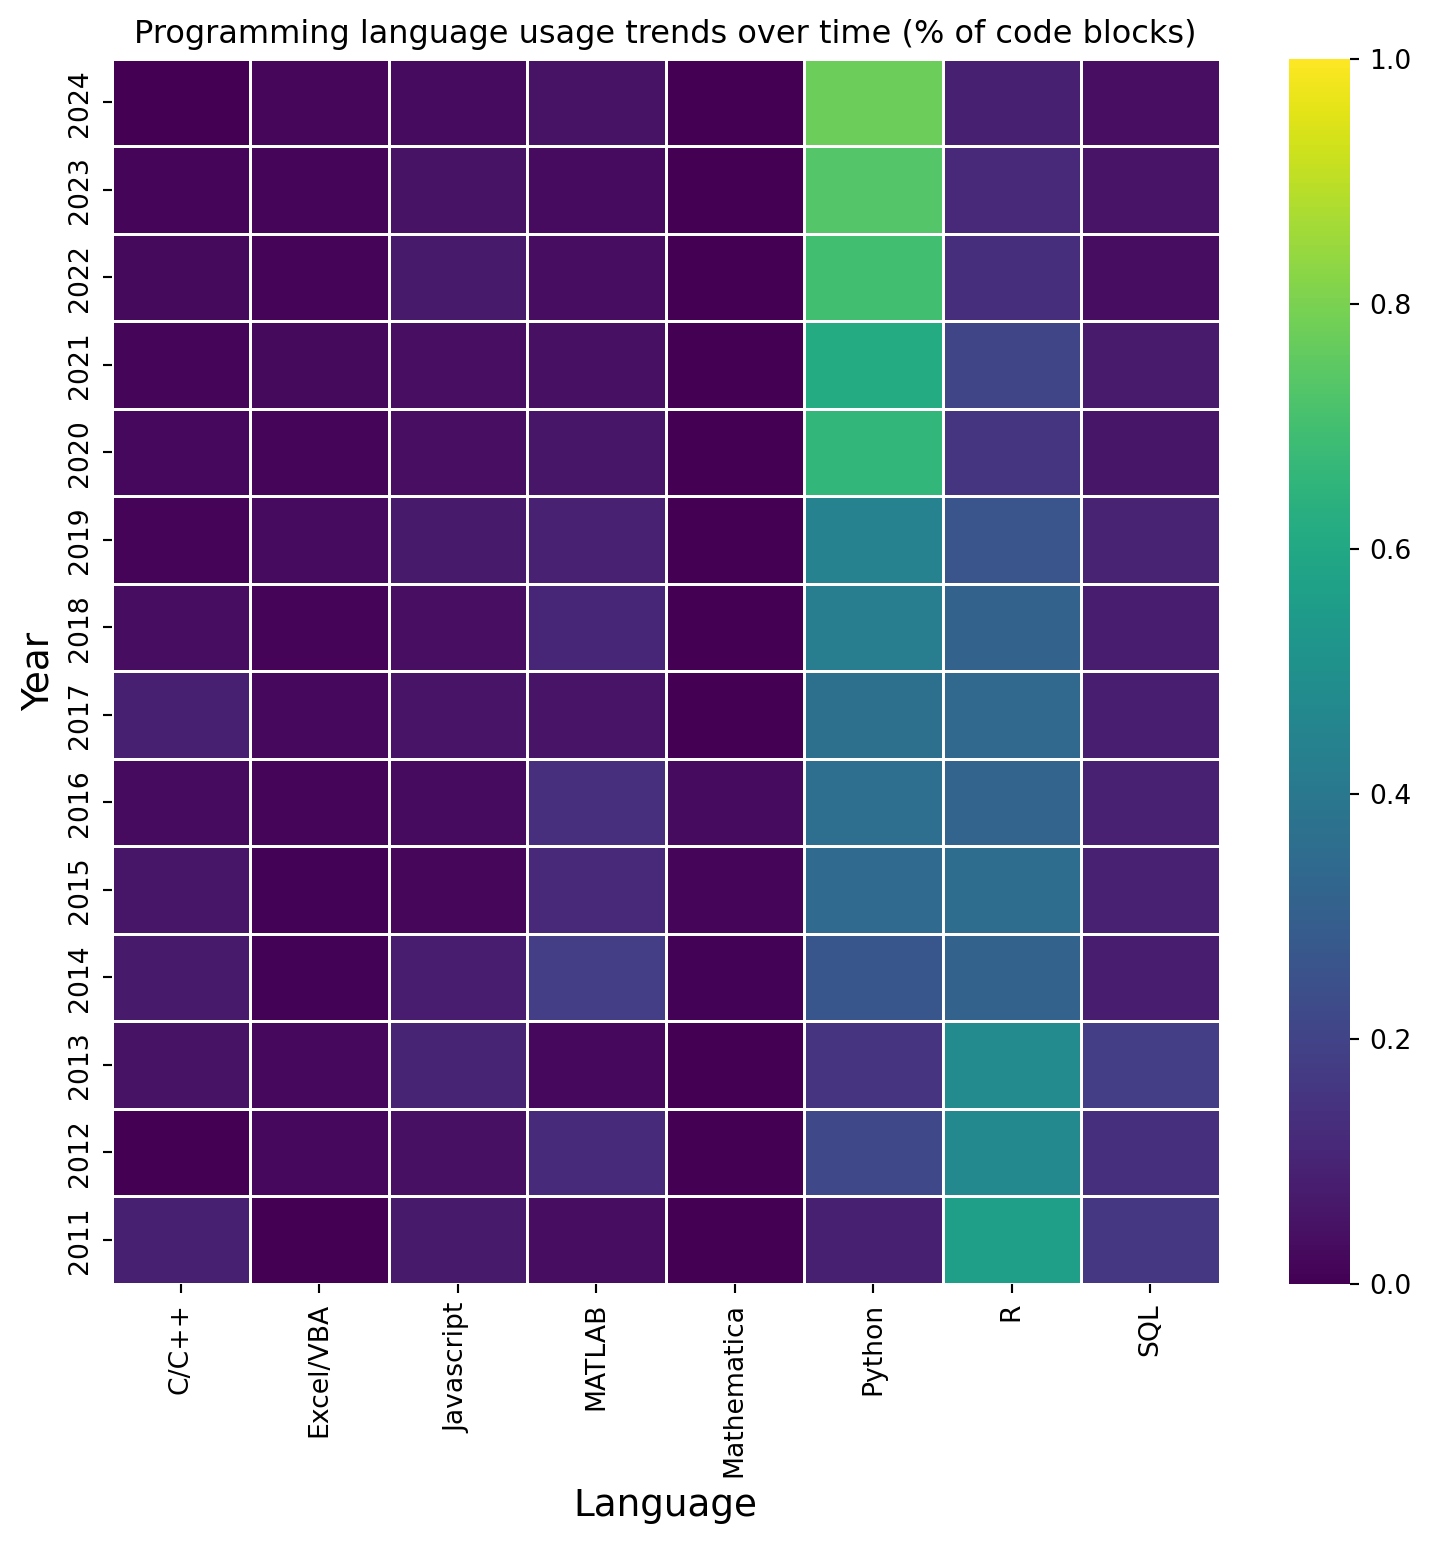 Programming language usage trends over time (% of code blocks)
Year
2024
2023
2022
2021
2020
2019
2018
2017
2016
2015
2014
2013
2012
2011
C/C++
Excel/VBA
Javascript
MATLAB
Mathematica
Python
R
SQL
Language
1.0
0.8
0.6
0.4
0.2
0.0